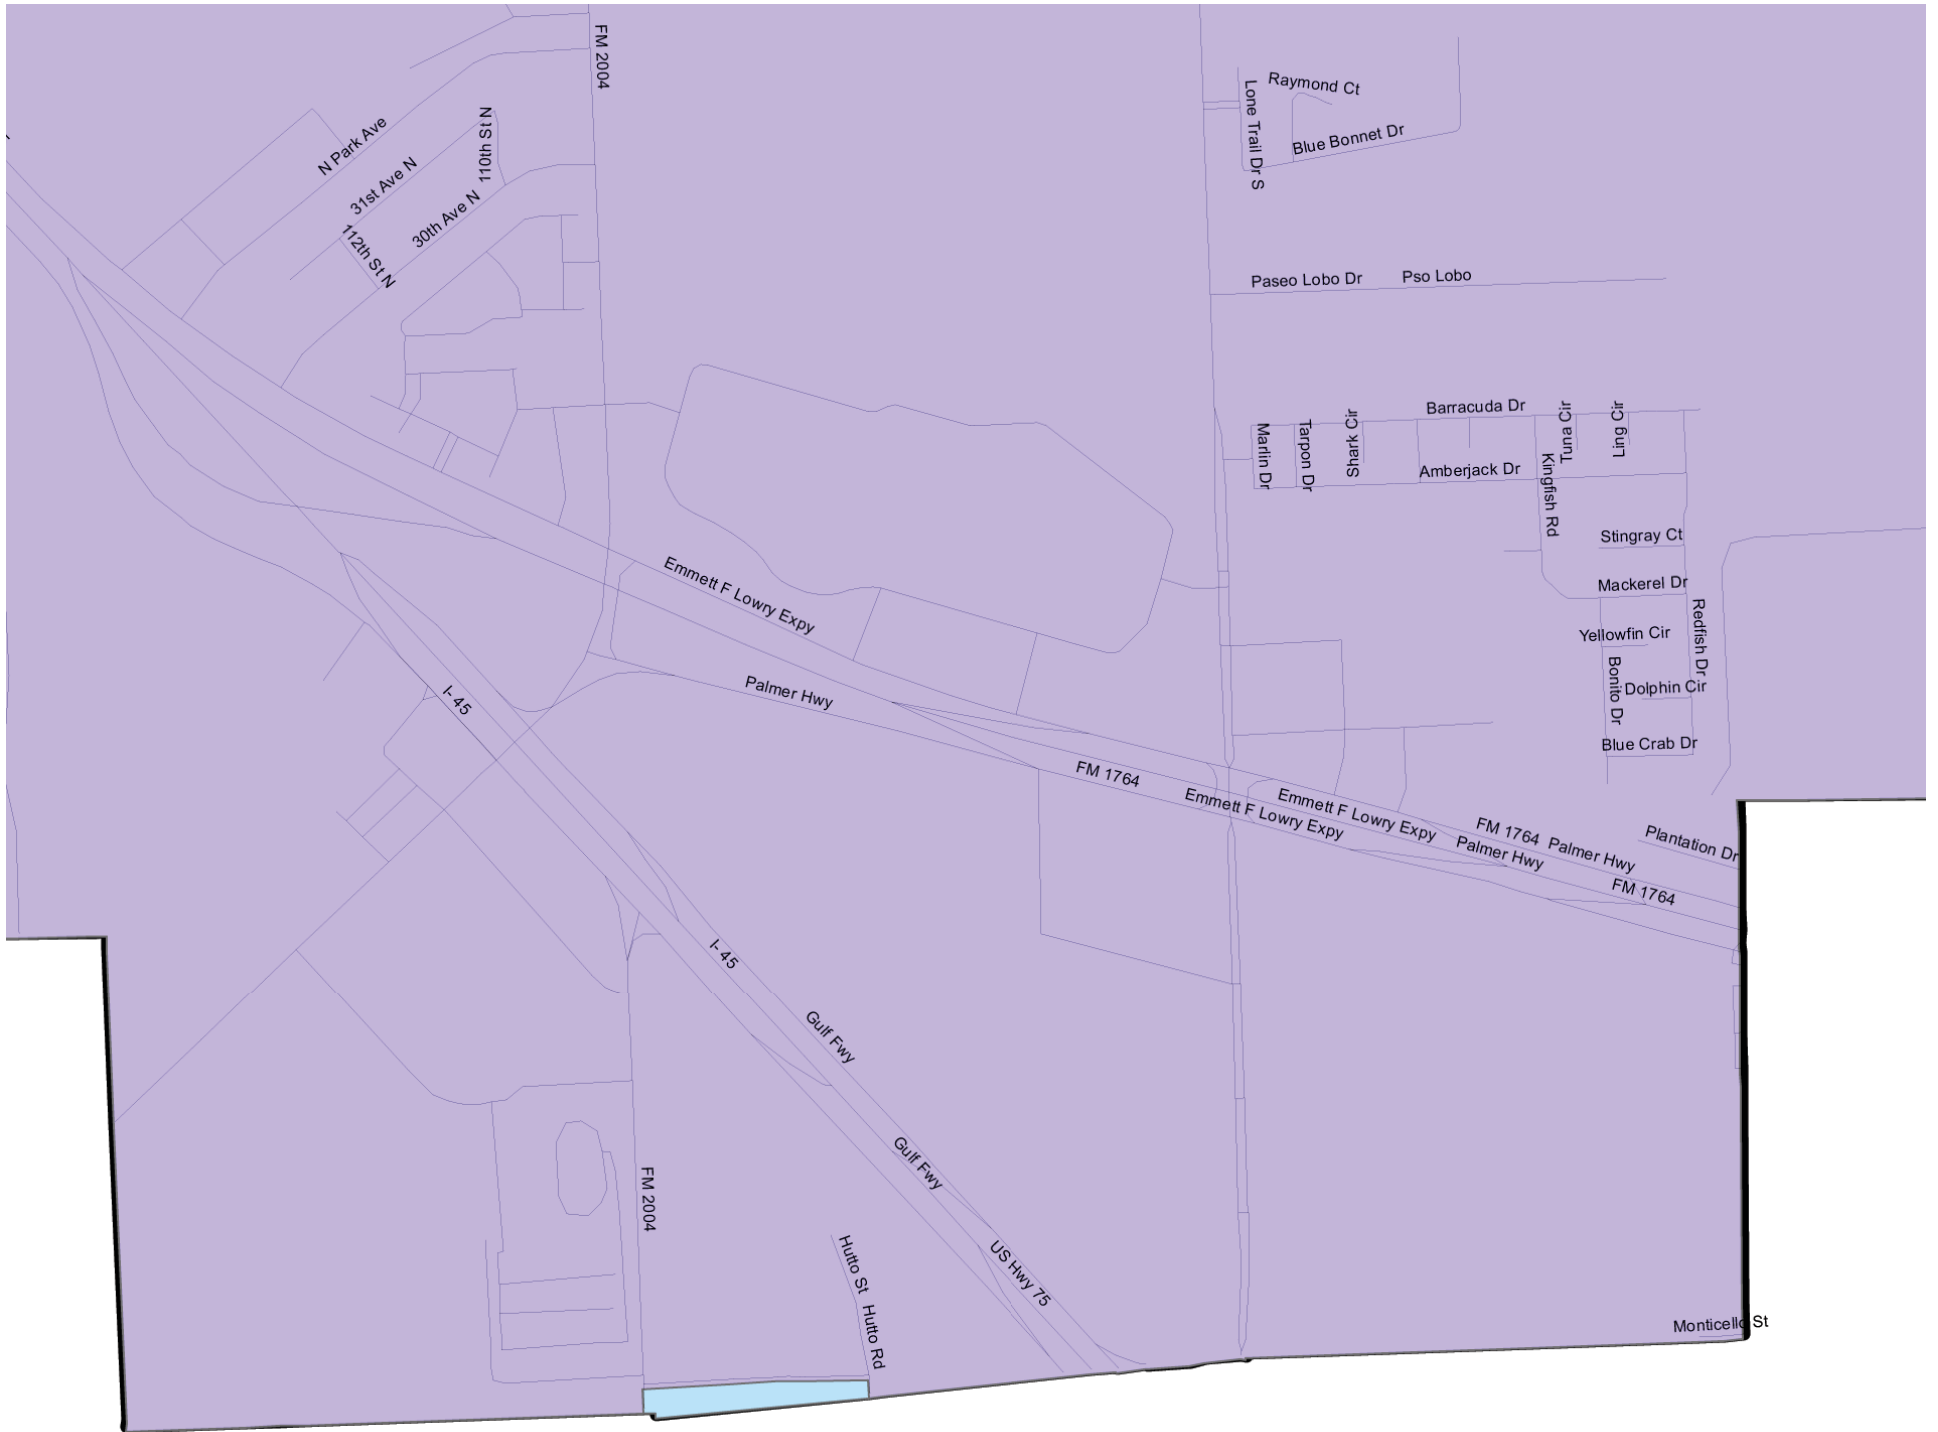 FM 2004
Raymond Ct
Lone Trail Dr S
Blue Bonnet Dr
N Park Ave
110th St N
31st Ave N
30th Ave N
112th St N
Paseo Lobo Dr
Pso Lobo
Barracuda Dr
Marlin Dr
Tarpon Dr
Shark Cir
Tuna Cir
Ling Cir
Amberjack Dr
Kingfish Rd
Stingray Ct
Mackerel Dr
Emmett F Lowry Expy
Yellowfin Cir
Redfish Dr
Bonito Dr
Dolphin Cir
Palmer Hwy
I- 45
Blue Crab Dr
FM 1764
Emmett F Lowry Expy
Emmett F Lowry Expy
FM 1764
Palmer Hwy
Palmer Hwy
Plantation Dr
FM 1764
I- 45
Gulf Fwy
Gulf Fwy
FM 2004
Hutto St
US Hwy 75
Hutto Rd
Monticello St